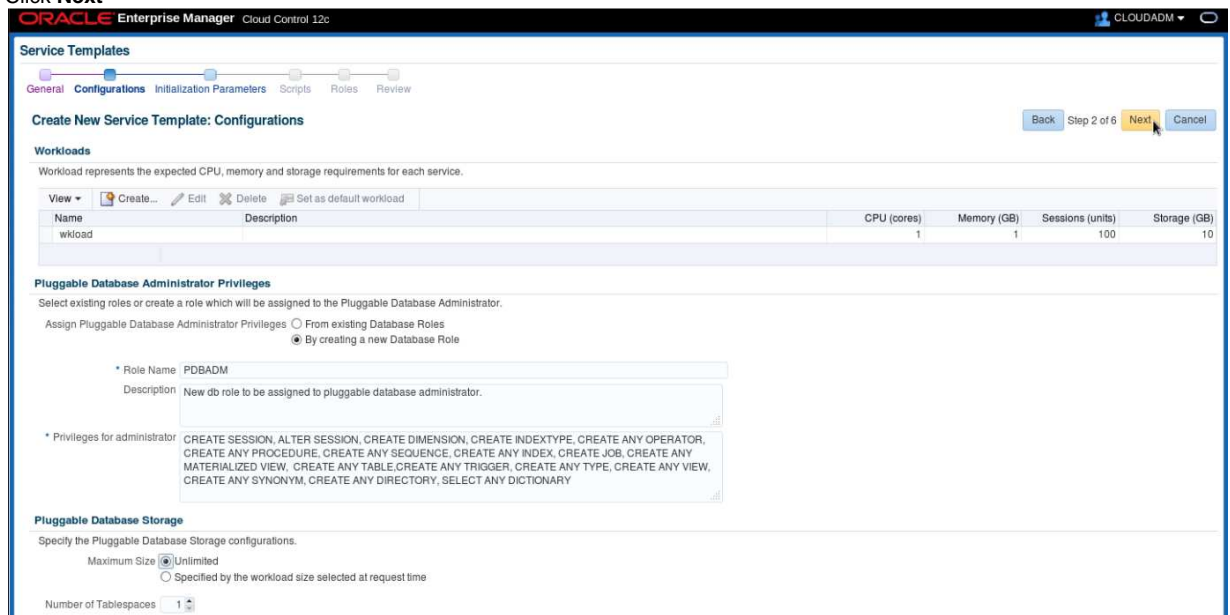 Click Next
ORACLE Enterprise Manager Cloud Control 12c
CLOUDADM
Service Templates
General Configurations Initialization Parameters Scripts Roles Review
Create New Service Template: Configurations
Back Step 2 of 6 Next Cancel
Workloads
Workload represents the expected CPU, memory and storage requirements for each service.
View Create... Edit Delete Set as default workload
Name Description CPU (cores) Memory (GB) Sessions (units) Storage (GB)
wkload 1 1 100 10
Pluggable Database Administrator Privileges
Select existing roles or create a role which will be assigned to the Pluggable Database Administrator.
Assign Pluggable Database Administrator Privileges From existing Database Roles
By creating a new Database Role
* Role Name PDBADM
Description New db role to be assigned to pluggable database administrator.
* Privileges for administrator CREATE SESSION, ALTER SESSION, CREATE DIMENSION, CREATE INDEXTYPE, CREATE ANY OPERATOR,
CREATE ANY PROCEDURE, CREATE ANY SEQUENCE, CREATE ANY INDEX, CREATE JOB, CREATE ANY
MATERIALIZED VIEW, CREATE ANY TABLE,CREATE ANY TRIGGER, CREATE ANY TYPE, CREATE ANY VIEW,
CREATE ANY SYNONYM, CREATE ANY DIRECTORY, SELECT ANY DICTIONARY
Pluggable Database Storage
Specify the Pluggable Database Storage configurations.
Maximum Size Unlimited
Specified by the workload size selected at request time
Number of Tablespaces 1